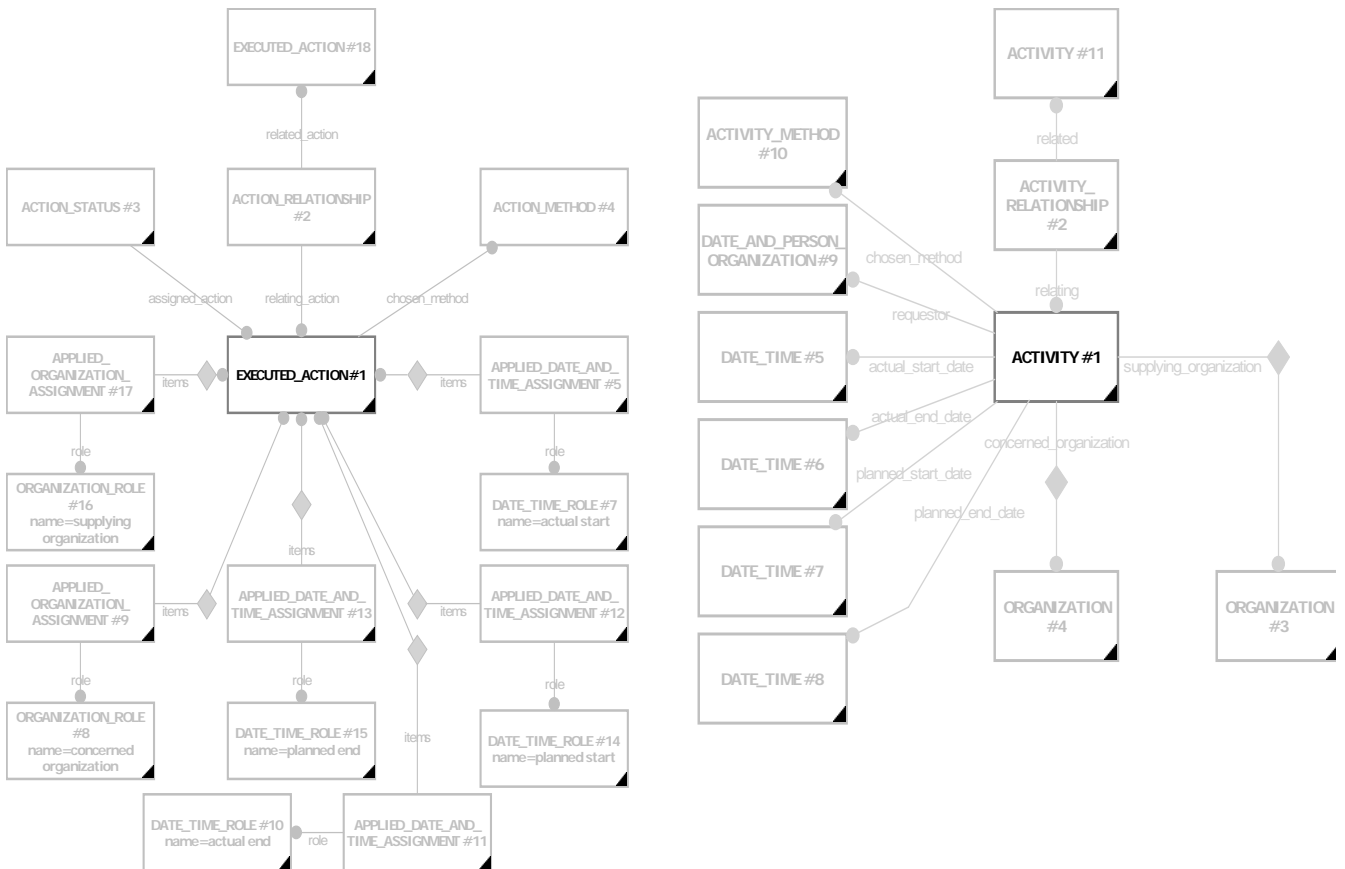 EXECUTED_ACTION #18
related_action
ACTION_STATUS #3
ACTION_RELATIONSHIP
#2
ACTION_METHOD #4
assigned_action
relating_action
chosen_method
APPLIED_
ORGANIZATION_
ASSIGNMENT #17
items
EXECUTED_ACTION #1
items
APPLIED_DATE_AND_
TIME_ASSIGNMENT #5
role
role
ORGANIZATION_ROLE
#16
name=supplying
organization
DATE_TIME_ROLE #7
name=actual start
items
APPLIED_
ORGANIZATION_
ASSIGNMENT #9
items
APPLIED_DATE_AND_
TIME_ASSIGNMENT #13
items
APPLIED_DATE_AND_
TIME_ASSIGNMENT #12
role
role
role
ORGANIZATION_ROLE
#8
name=concerned
organization
DATE_TIME_ROLE #15
name=planned end
items
DATE_TIME_ROLE #14
name=planned start
DATE_TIME_ROLE #10
name=actual end
role
APPLIED_DATE_AND_
TIME_ASSIGNMENT #11
ACTIVITY #11
related
ACTIVITY_METHOD
#10
ACTIVITY_
RELATIONSHIP
#2
DATE_AND_PERSON_
ORGANIZATION #9
chosen_method
relating
requestor
DATE_TIME #5
actual_start_date
ACTIVITY #1
supplying_organization
actual_end_date
concerned_organization
DATE_TIME #6
planned_start_date
planned_end_date
DATE_TIME #7
ORGANIZATION
#4
ORGANIZATION
#3
DATE_TIME #8